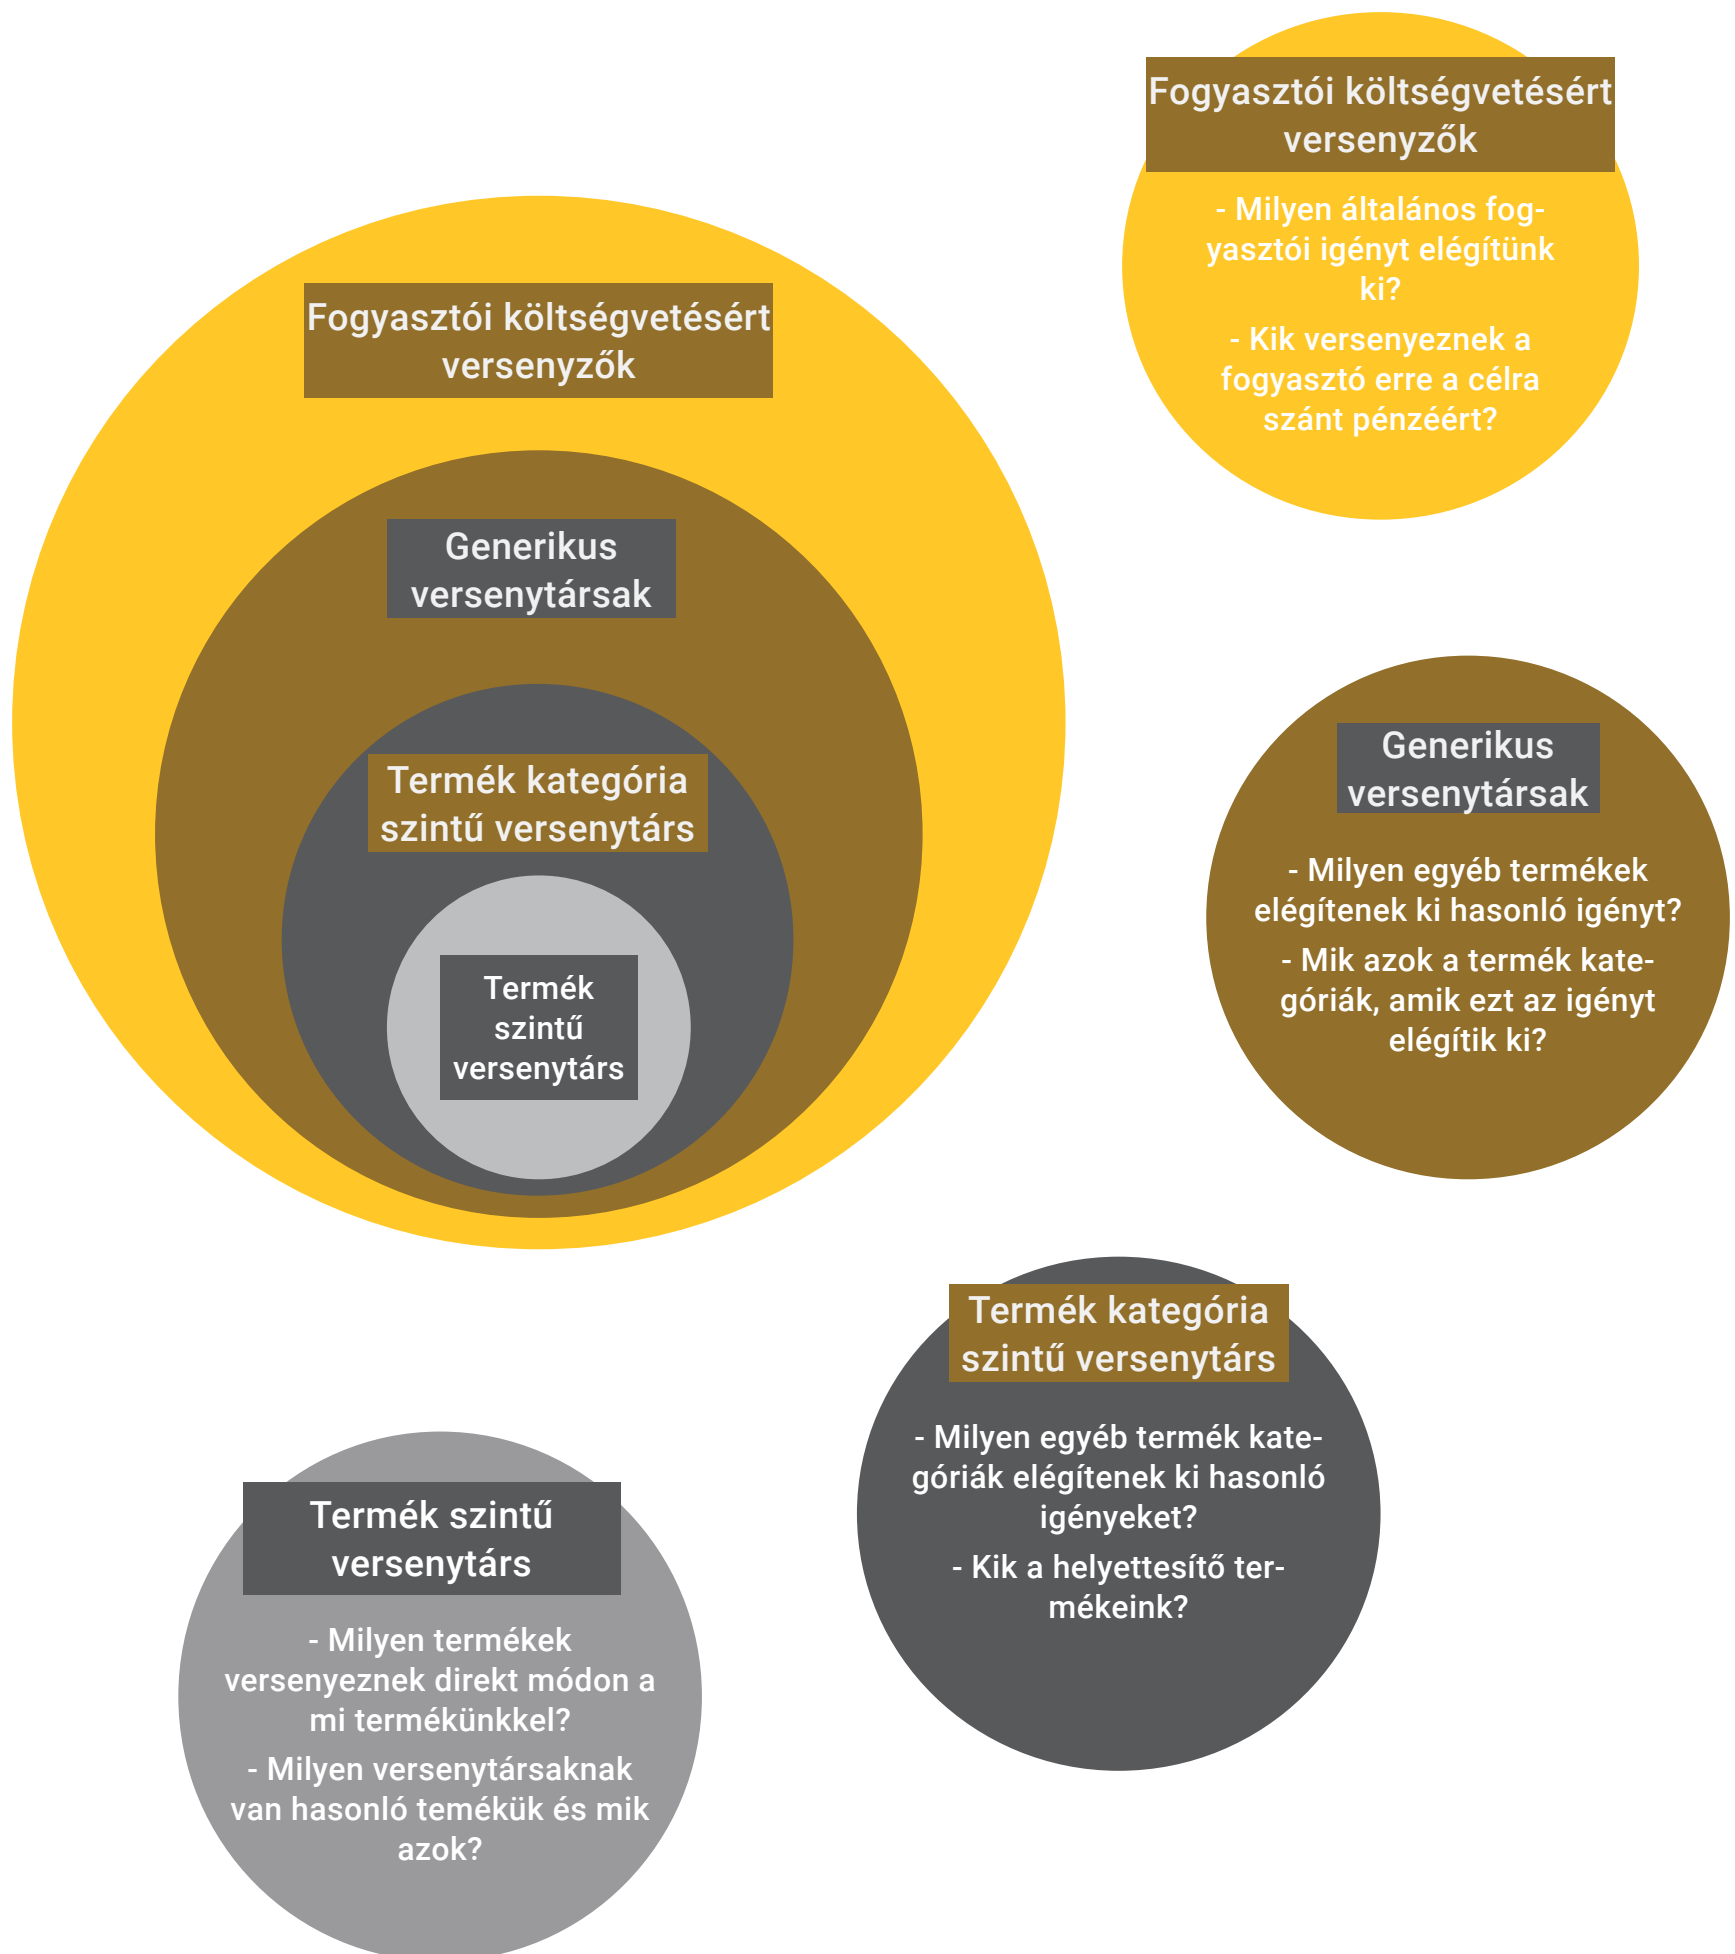 Fogyasztói költségvetésért
versenyzők
- Milyen általános fog-
yasztói igényt elégítünk
ki?
- Kik versenyeznek a
fogyasztó erre a célra
szánt pénzéért?
Fogyasztói költségvetésért
versenyzők
Generikus
versenytársak
Termék kategória
szintű versenytárs
Termék
szintű
versenytárs
Generikus
versenytársak
- Milyen egyéb termékek
elégítenek ki hasonló igényt?
- Mik azok a termék kate-
góriák, amik ezt az igényt
elégítik ki?
Termék kategória
szintű versenytárs
- Milyen egyéb termék kate-
góriák elégítenek ki hasonló
igényeket?
- Kik a helyettesítő ter-
mékeink?
Termék szintű
versenytárs
- Milyen termékek
versenyeznek direkt módon a
mi termékünkkel?
- Milyen versenytársaknak
van hasonló temékük és mik
azok?